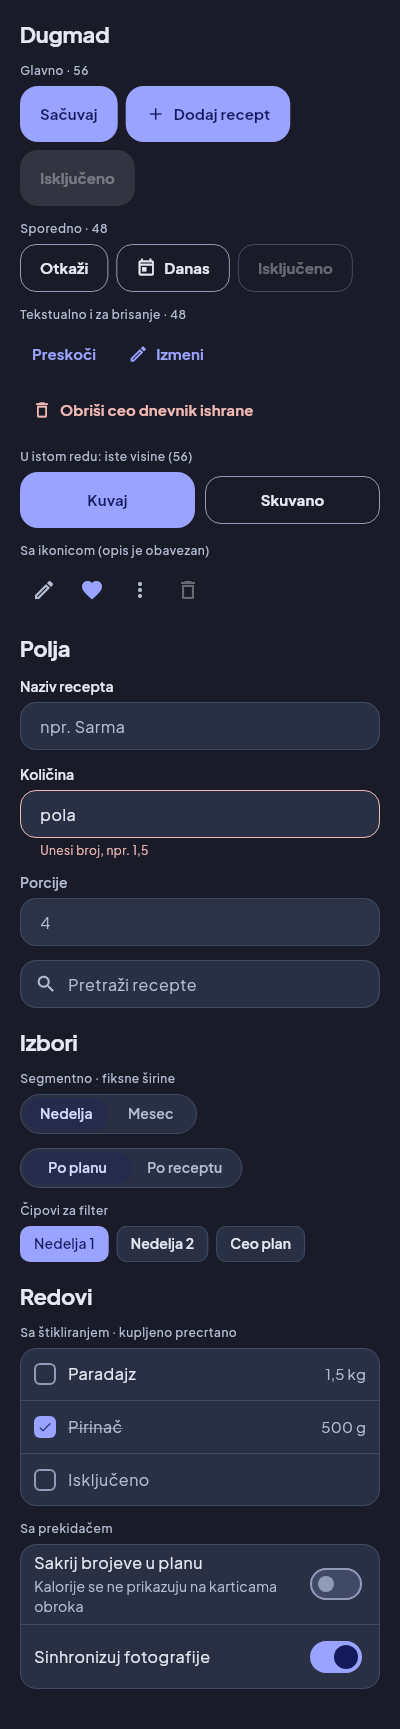 Dugmad
Glavno · 56
Sačuvaj
Dodaj recept
Isključeno
Sporedno · 48
Otkaži
Danas
Isključeno
Tekstualno i za brisanje · 48
Preskoči
Izmeni
Obriši ceo dnevnik ishrane
U istom redu: iste visine (56)
Kuvaj
Skuvano
Sa ikonicom (opis je obavezan)
Polja
Naziv recepta
npr. Sarma
Količina
pola
Unesi broj, npr. 1,5
Porcije
4
Pretraži recepte
Izbori
Segmentno · fiksne širine
Nedelja
Mesec
Po planu
Po receptu
Čipovi za filter
Nedelja 1
Nedelja 2
Ceo plan
Redovi
Sa štikliranjem · kupljeno precrtano
Paradajz
1,5 kg
Pirinač
500 g
Isključeno
Sa prekidačem
Sakrij brojeve u planu
Kalorije se ne prikazuju na karticama
obroka
Sinhronizuj fotografije